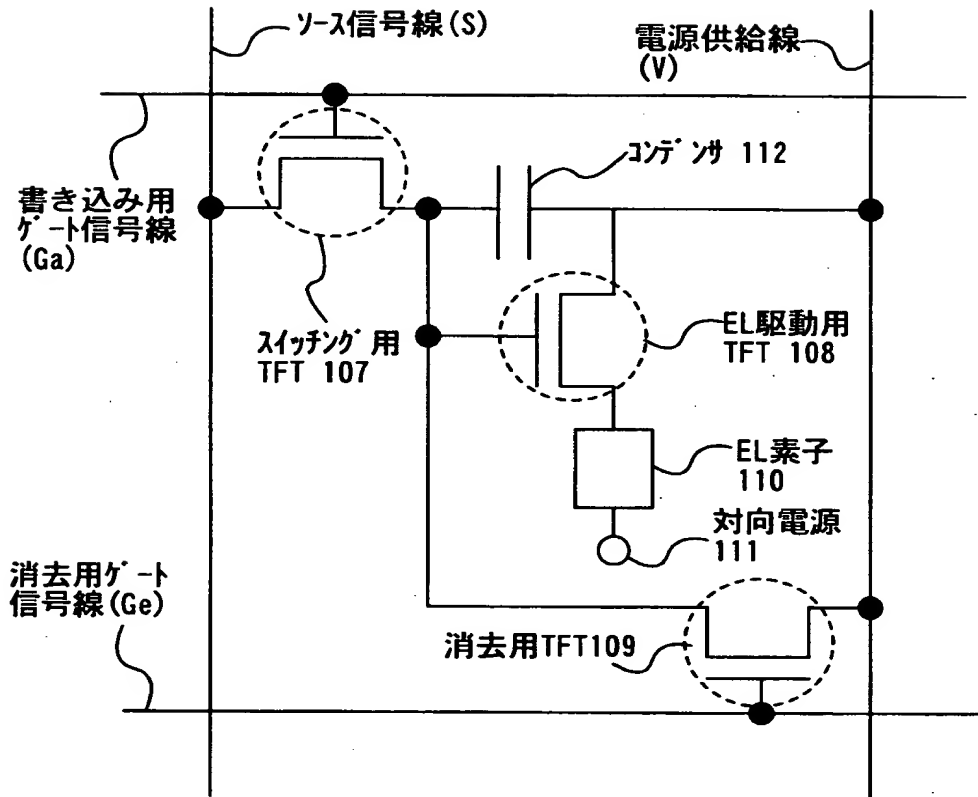 ｿｰｽ信号線(S)
電源供給線
(V)
ｺﾝﾃﾞﾝｻ 112
書き込み用
ｹﾞｰﾄ信号線
(Ga)
ｽｲｯﾁﾝｸﾞ用
TFT 107
EL駆動用
TFT 108
EL素子
110
対向電源
111
消去用ｹﾞｰﾄ
信号線(Ge)
消去用TFT109